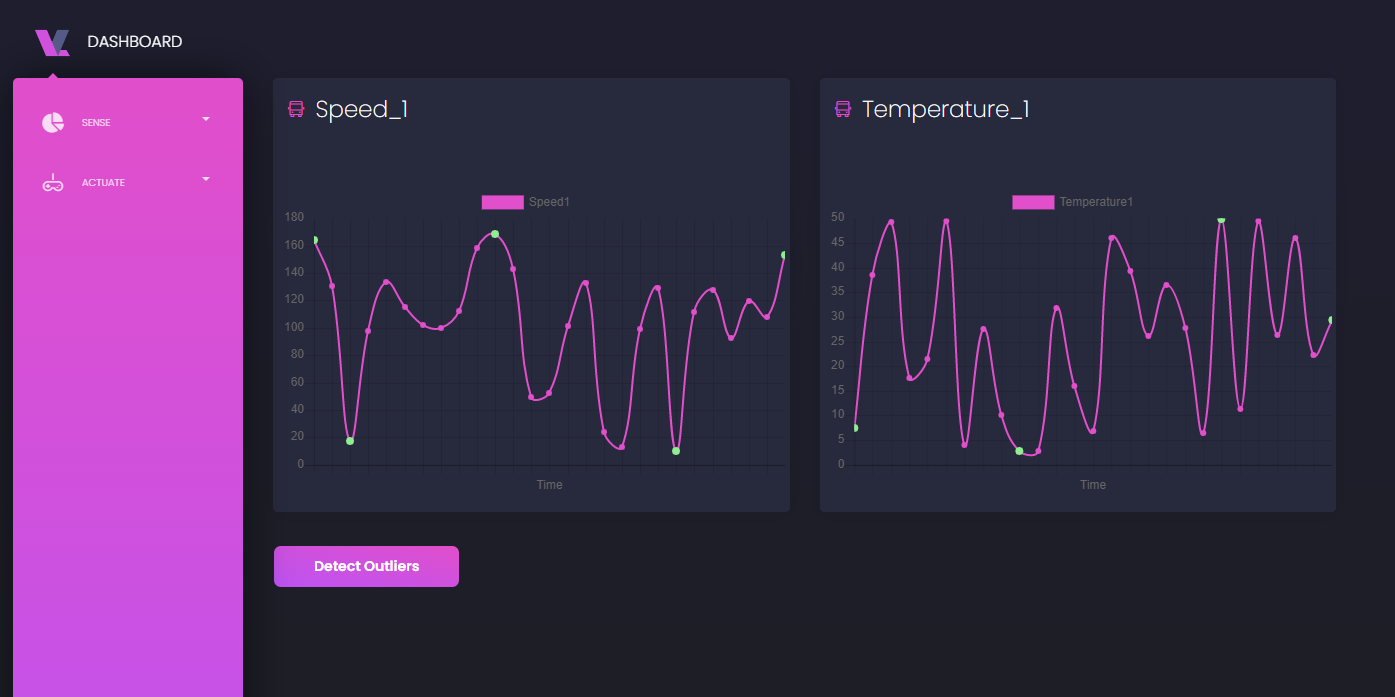 DASHBOARD
SENSE
ACTUATE
Speed_1
Speed1
180
160
140
120
100
80
60
40
20
0
Time
Temperature_1
Temperature1
50
45
40
35
30
25
20
15
10
5
0
Time
Detect Outliers